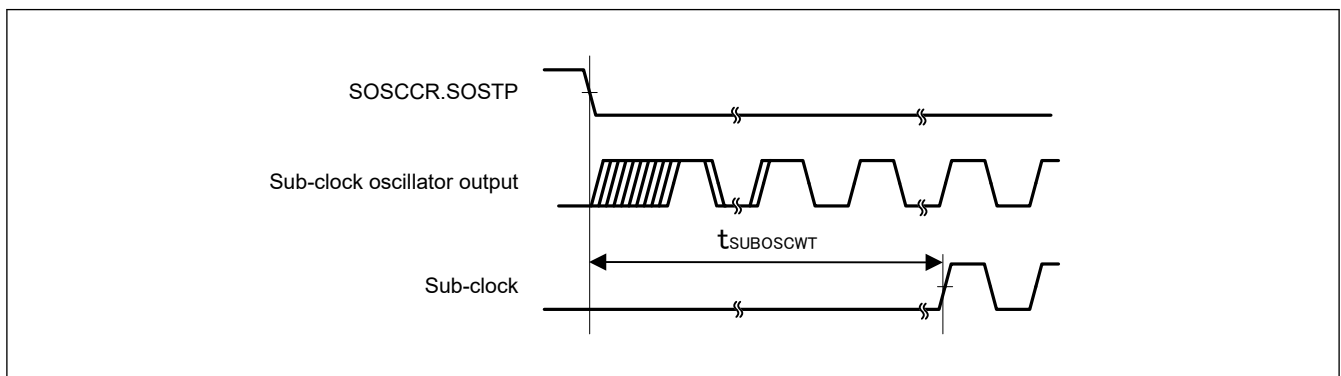 SOSCCR.SOSTP
Sub-clock oscillator output
tSUBOSCWT
Sub-clock